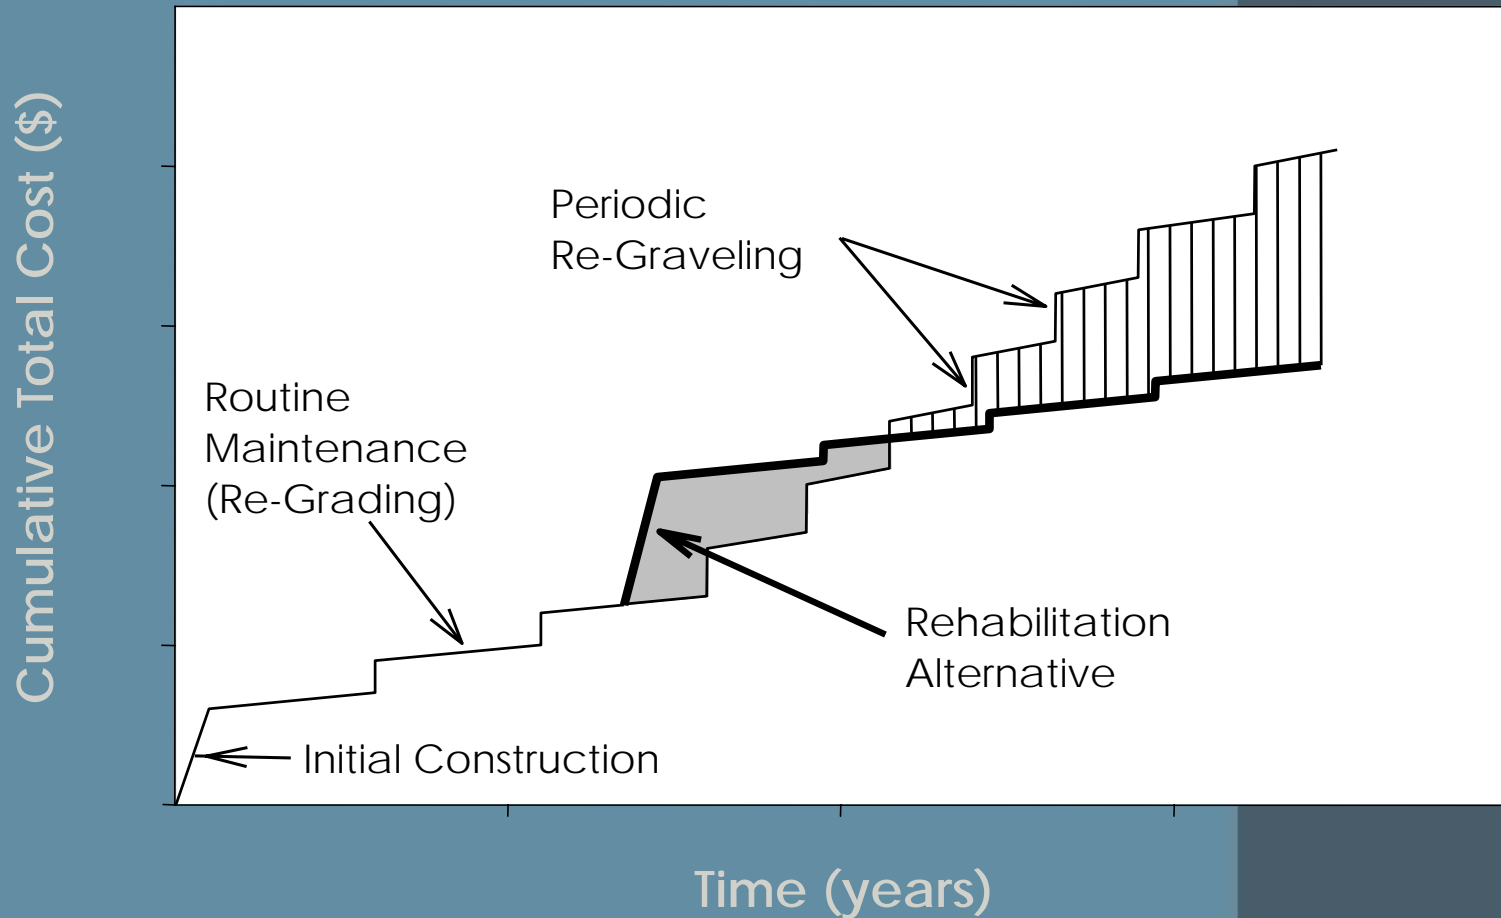 Cumulative Total Cost ($)
Periodic
Re-Graveling
Routine
Maintenance
(Re-Grading)
Rehabilitation
Alternative
Initial Construction
Time (years)